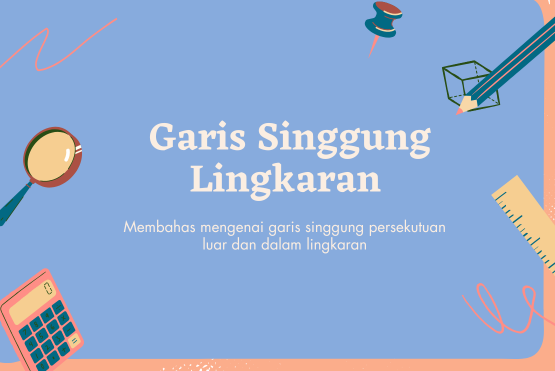 Garis Singgung
Lingkaran
Membahas mengenai garis singgung persekutuan
luar dan dalam lingkaran